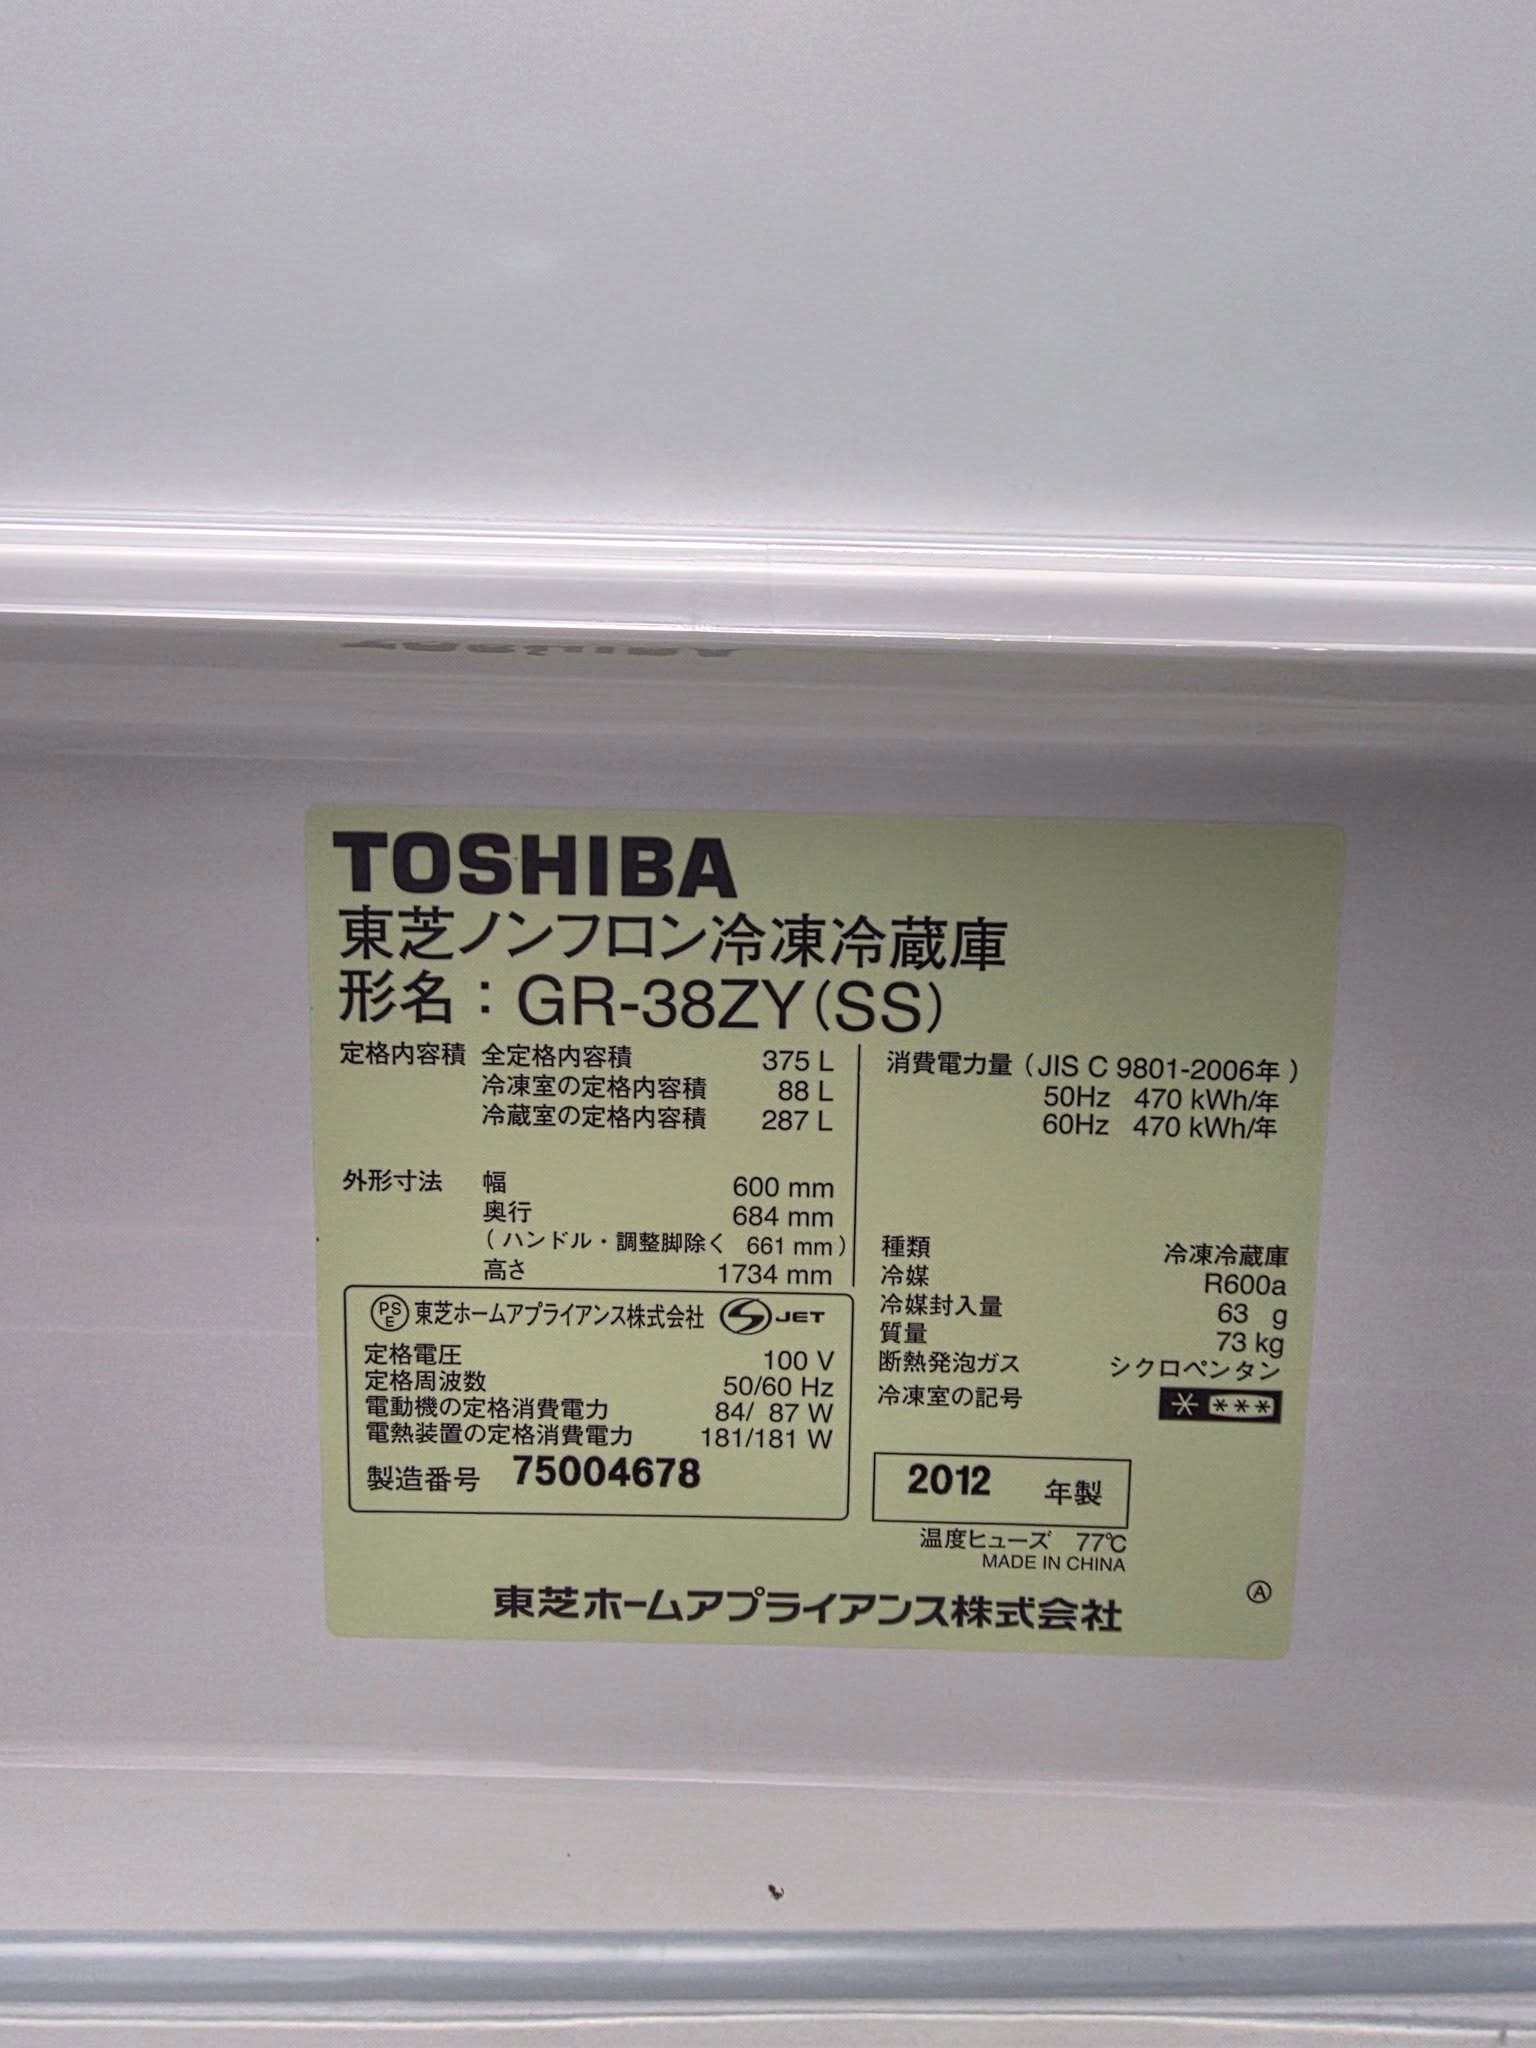 TOSHIBA
東芝ノンフロン冷凍冷蔵庫
形名：GR-38ZY(SS)
定格内容積 全定格内容積 375 L
冷凍室の定格内容積 88 L
冷蔵室の定格内容積 287 L
外形寸法 幅 600 mm
奥行 684 mm
(ハンドル・調整脚除く 661 mm)
高さ 1734 mm
消費電力量（JIS C 9801-2006年）
50Hz 470 kWh/年
60Hz 470 kWh/年
種類 冷凍冷蔵庫
冷媒 R600a
冷媒封入量 63 g
質量 73 kg
断熱発泡ガス シクロペンタン
冷凍室の記号 * ***
PSE 東芝ホームアプライアンス株式会社 S JET
定格電圧 100 V
定格周波数 50/60 Hz
電動機の定格消費電力 84/ 87 W
電熱装置の定格消費電力 181/181 W
製造番号 75004678
2012 年製
温度ヒューズ 77℃
MADE IN CHINA
Ⓐ
東芝ホームアプライアンス株式会社